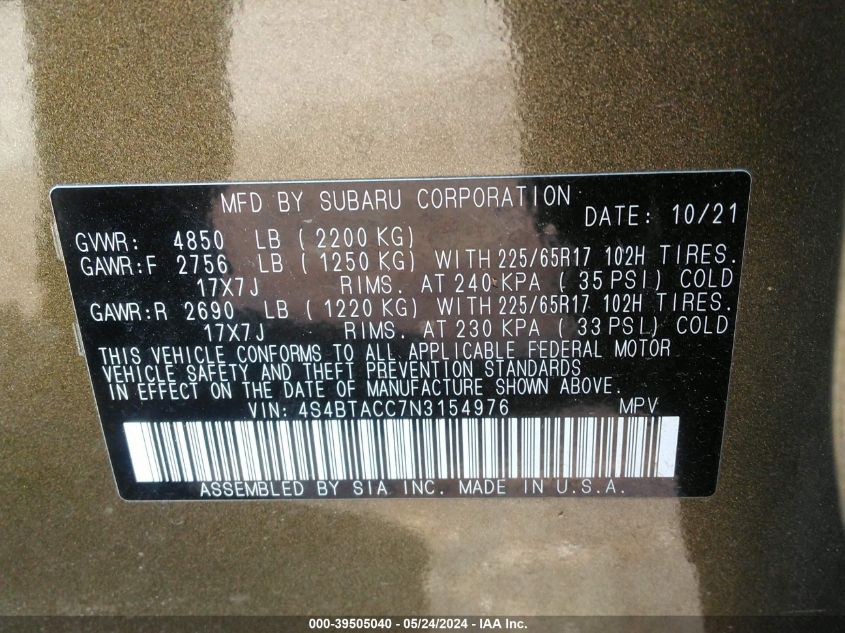 MFD BY SUBARU CORPORATION
DATE: 10/21
GVWR: 4850 LB ( 2200 KG)
GAWR:F 2756 LB ( 1250 KG) WITH 225/65R17 102H TIRES.
17X7J RIMS. AT 240 KPA ( 35 PSI) COLD
GAWR:R 2690 LB ( 1220 KG) WITH 225/65R17 102H TIRES.
17X7J RIMS. AT 230 KPA ( 33 PSI.) COLD
THIS VEHICLE CONFORMS TO ALL APPLICABLE FEDERAL MOTOR
VEHICLE SAFETY AND THEFT PREVENTION STANDARDS
IN EFFECT ON THE DATE OF MANUFACTURE SHOWN ABOVE.
VIN: 4S4BTACC7N3154976 MPV
ASSEMBLED BY SIA INC. MADE IN U.S.A.
000-39505040 - 05/24/2024 - IAA Inc.